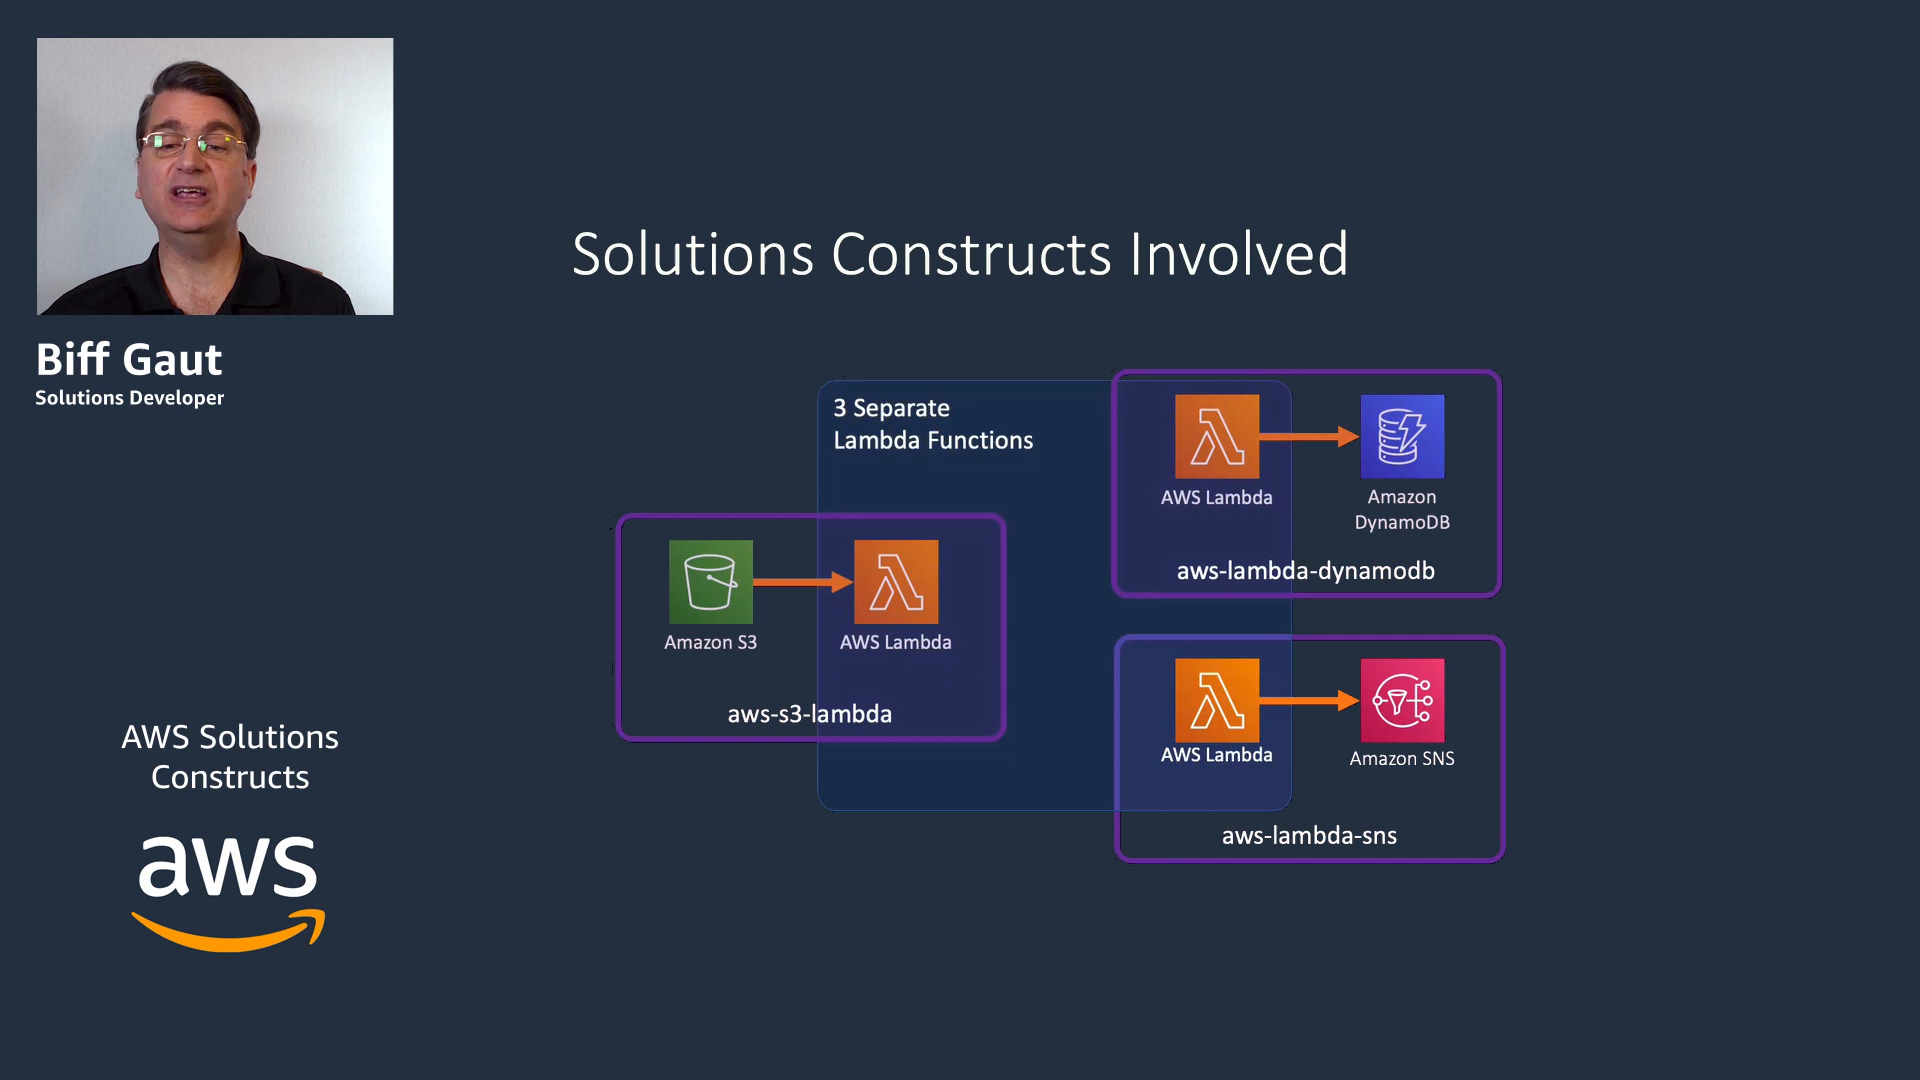 Biff Gaut
Solutions Developer
AWS Solutions
Constructs
aws
Solutions Constructs Involved
3 Separate
Lambda Functions
Amazon S3
AWS Lambda
aws-s3-lambda
AWS Lambda
Amazon
DynamoDB
aws-lambda-dynamodb
AWS Lambda
Amazon SNS
aws-lambda-sns